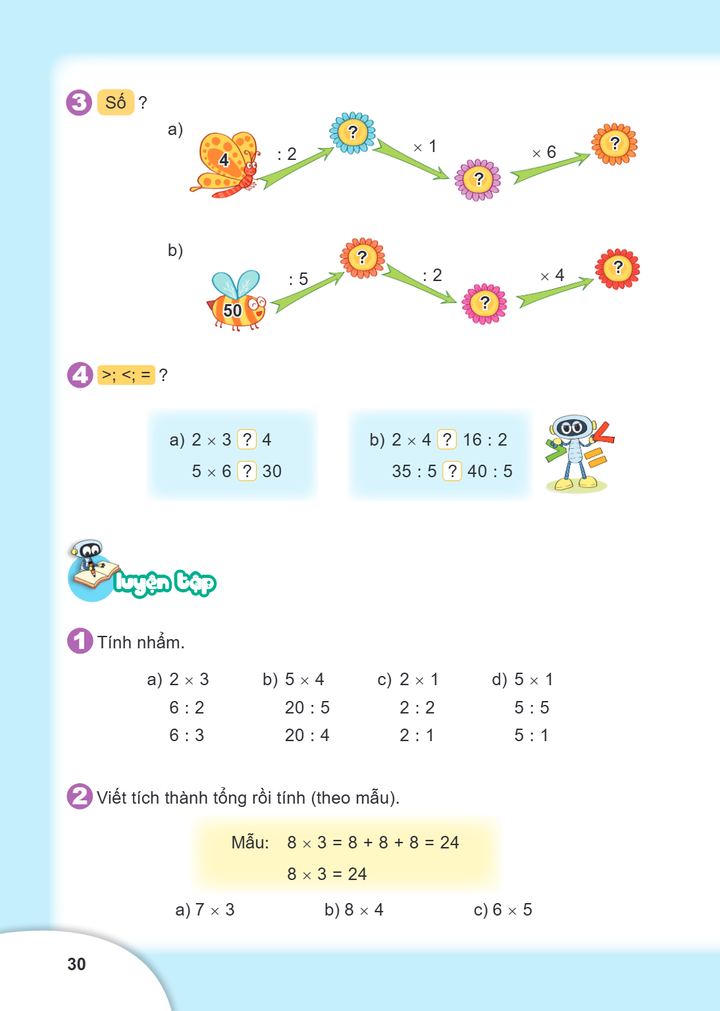 3 Số ?
a) 4 : 2 ? × 1 ? × 6 ?
b) 50 : 5 ? : 2 ? × 4 ?
4 >; <; = ?
a) 2 × 3 ? 4
5 × 6 ? 30
b) 2 × 4 ? 16 : 2
35 : 5 ? 40 : 5
luyện tập
1 Tính nhẩm.
a) 2 × 3 b) 5 × 4 c) 2 × 1 d) 5 × 1
6 : 2 20 : 5 2 : 2 5 : 5
6 : 3 20 : 4 2 : 1 5 : 1
2 Viết tích thành tổng rồi tính (theo mẫu).
Mẫu: 8 × 3 = 8 + 8 + 8 = 24
8 × 3 = 24
a) 7 × 3 b) 8 × 4 c) 6 × 5
30